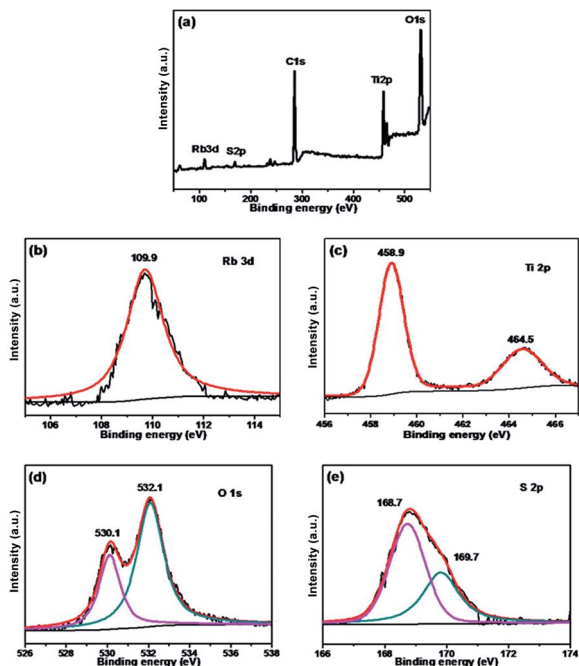 (a)
O1s
C1s
Ti2p
Rb3d
S2p
Intensity (a.u.)
100 200 300 400 500
Binding energy (eV)
(b)
109.9
Rb 3d
Intensity (a.u.)
106 108 110 112 114
Binding energy (eV)
(c)
458.9
Ti 2p
464.5
Intensity (a.u.)
456 458 460 462 464 466
Binding energy (eV)
(d)
532.1
O 1s
530.1
Intensity (a.u.)
526 528 530 532 534 536 538
Binding energy (eV)
(e)
S 2p
168.7
169.7
Intensity (a.u.)
166 168 170 172 174
Binding energy (eV)